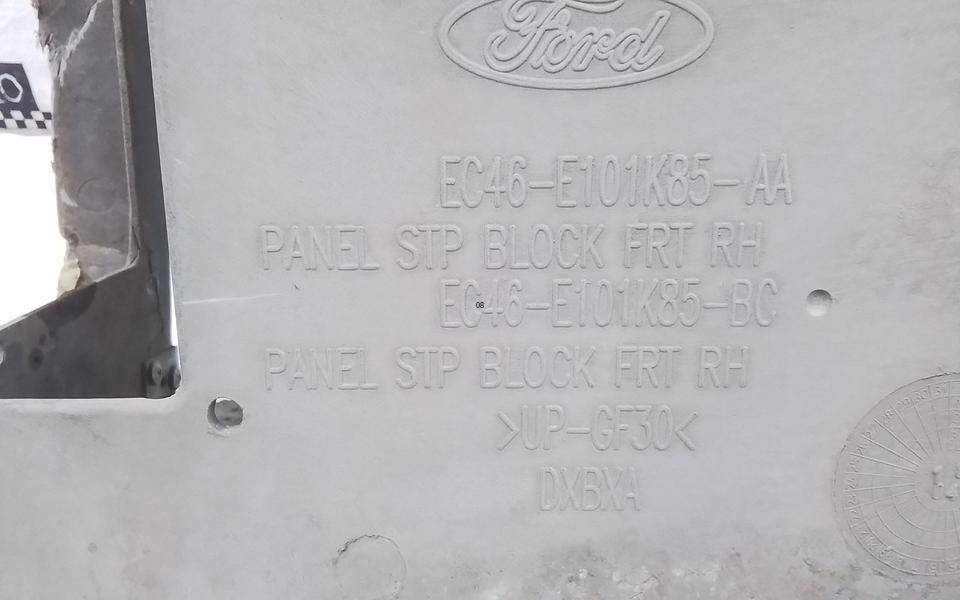 Ford
EC46-E101K85-AA
PANEL STP BLOCK FRT RH
EC46-E101K85-BC
08
PANEL STP BLOCK FRT RH
>UP-GF30<
DXBXA